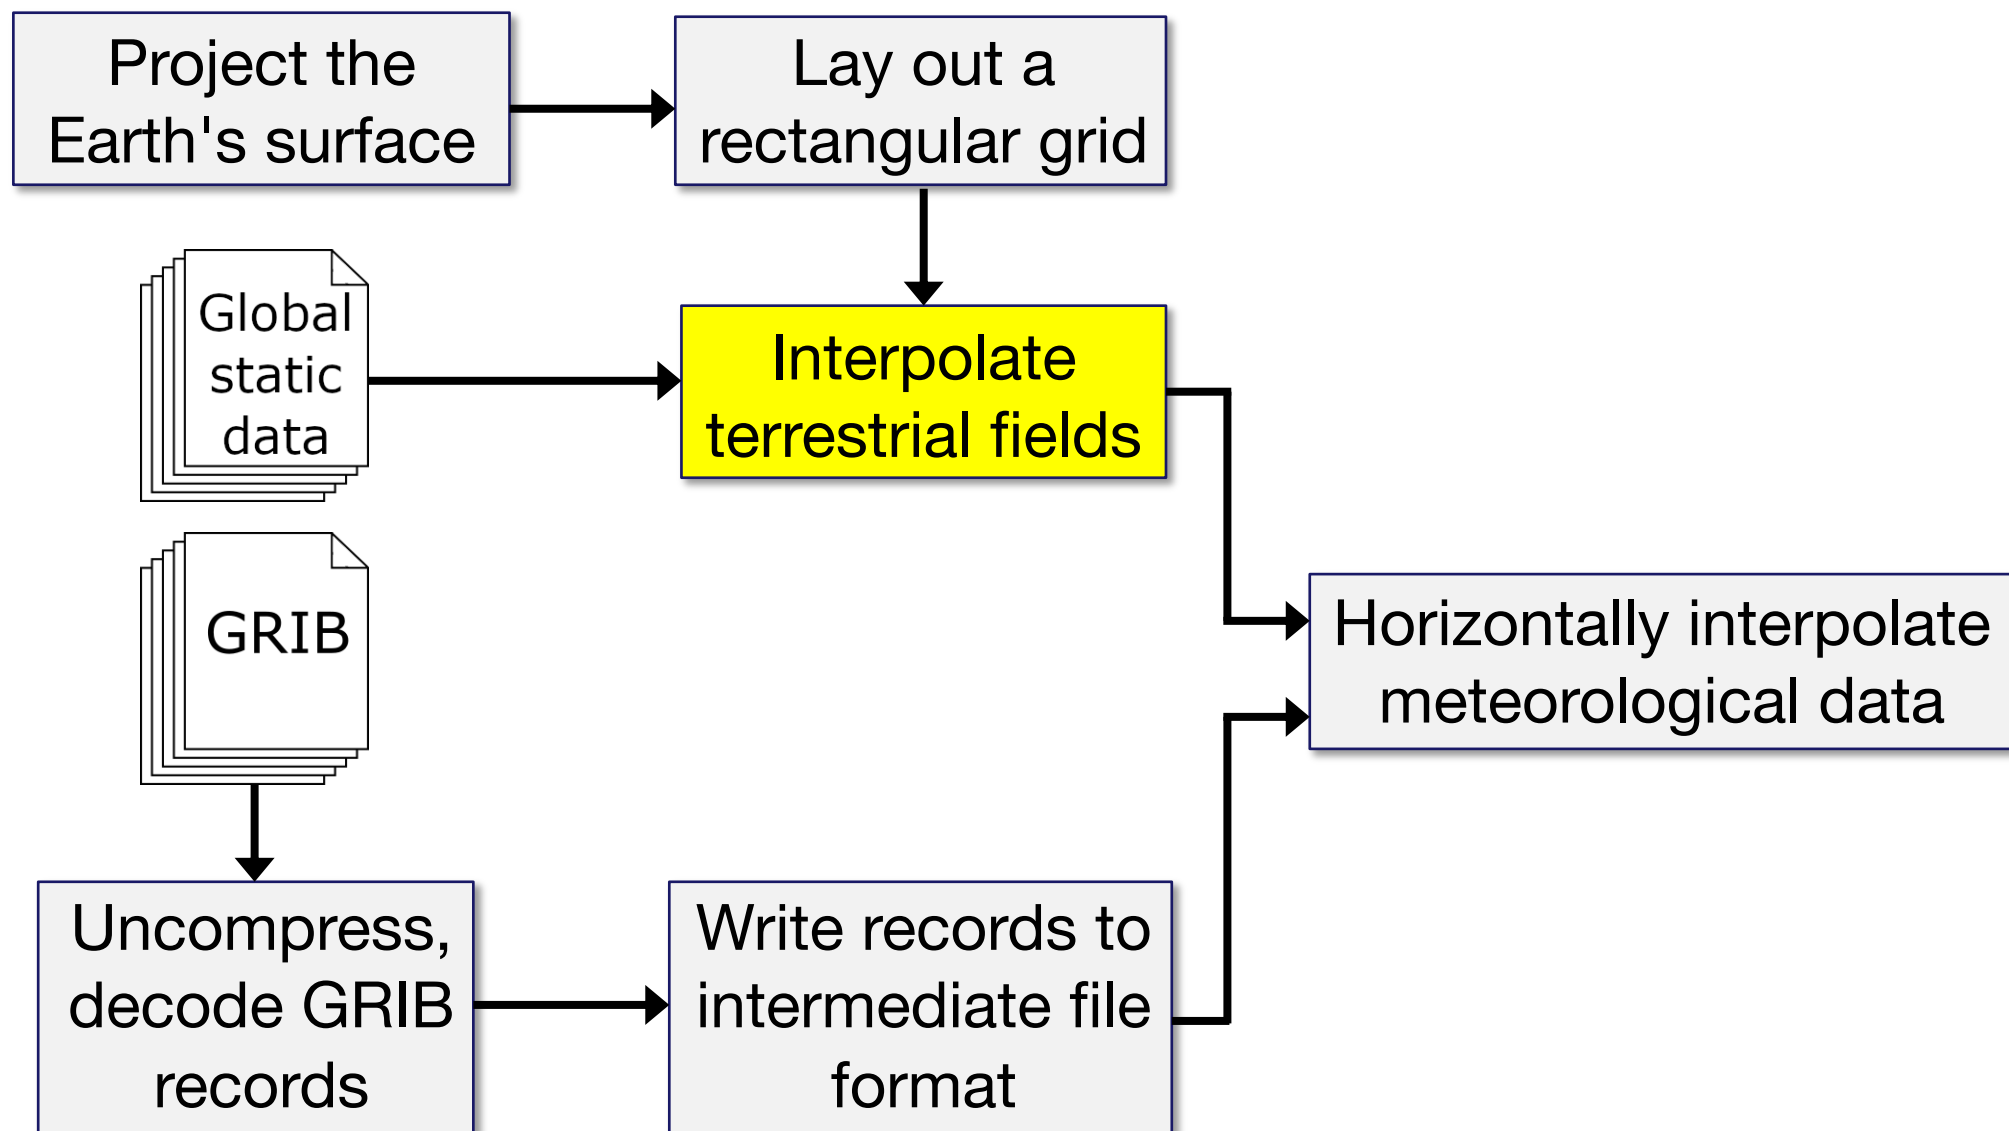 Project the
Earth's surface
Lay out a
rectangular grid
Global
static
data
Interpolate
terrestrial fields
GRIB
Horizontally interpolate
meteorological data
Uncompress,
decode GRIB
records
Write records to
intermediate file
format